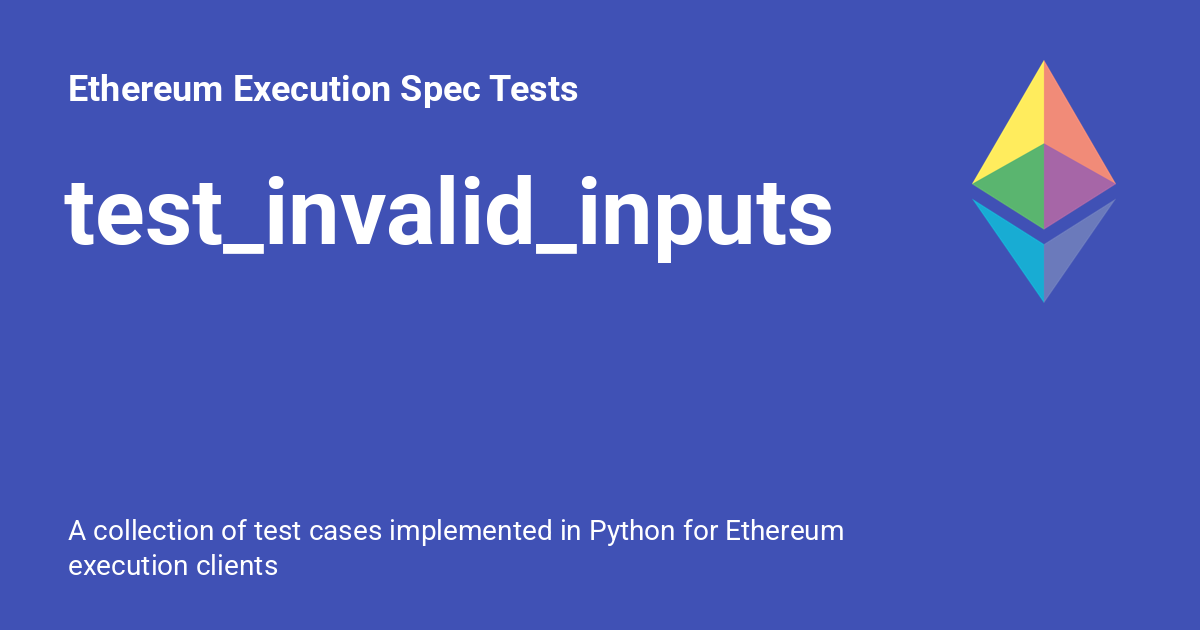 Ethereum Execution Spec Tests
test_invalid_inputs
A collection of test cases implemented in Python for Ethereum
execution clients